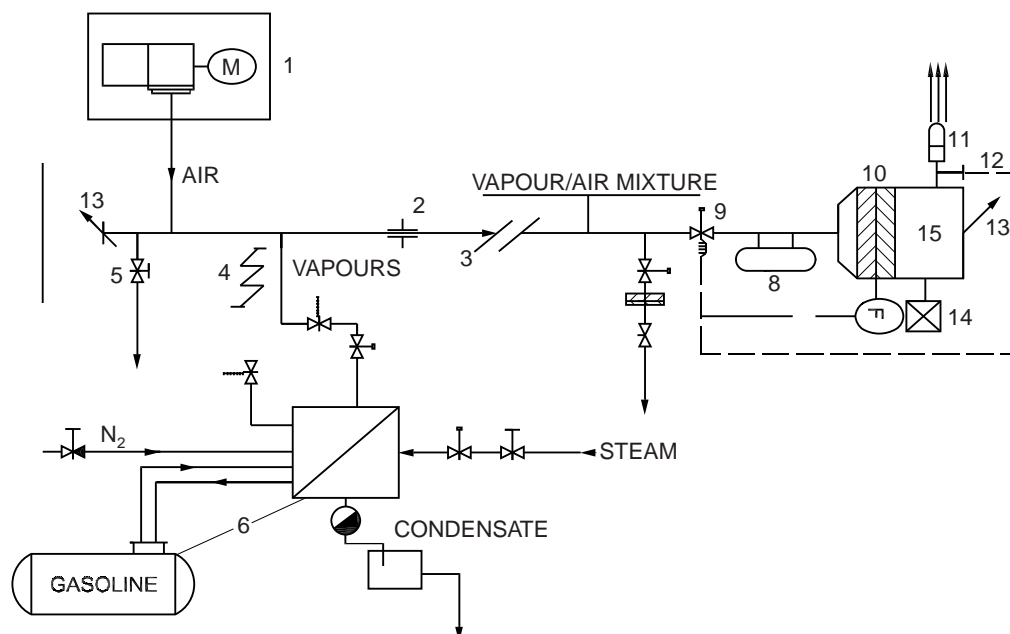 M
1
AIR
11
12
10
VAPOUR/AIR MIXTURE
13
2
9
3
15
13
5
4
VAPOURS
8
F
14
N₂
STEAM
6
CONDENSATE
GASOLINE